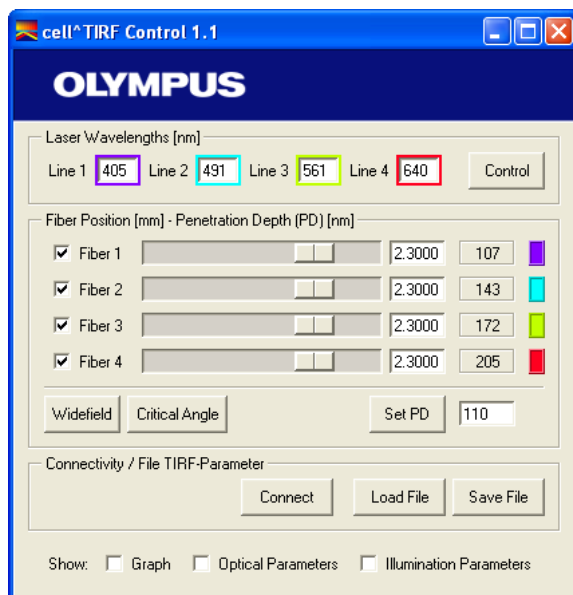 cell^TIRF Control 1.1
OLYMPUS
Laser Wavelengths [nm]
Line 1 405 Line 2 491 Line 3 561 Line 4 640 Control
Fiber Position [mm] - Penetration Depth (PD) [nm]
Fiber 1 2.3000 107
Fiber 2 2.3000 143
Fiber 3 2.3000 172
Fiber 4 2.3000 205
Widefield Critical Angle Set PD 110
Connectivity / File TIRF-Parameter
Connect Load File Save File
Show: Graph Optical Parameters Illumination Parameters